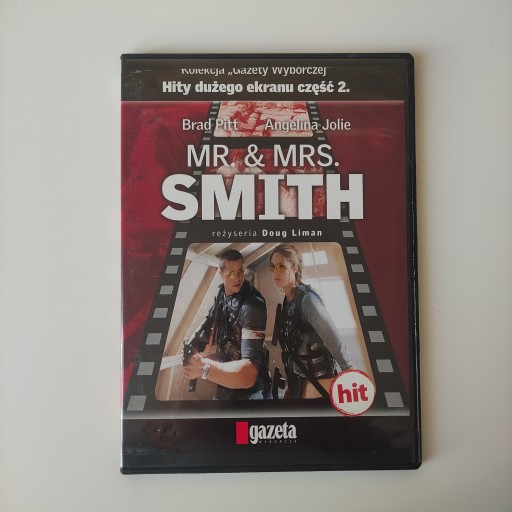 Kolekcja „Gazety Wyborczej"
Hity dużego ekranu część 2.
Brad Pitt Angelina Jolie
MR. & MRS.
SMITH
reżyseria Doug Liman
hit
gazeta
WYBORCZA